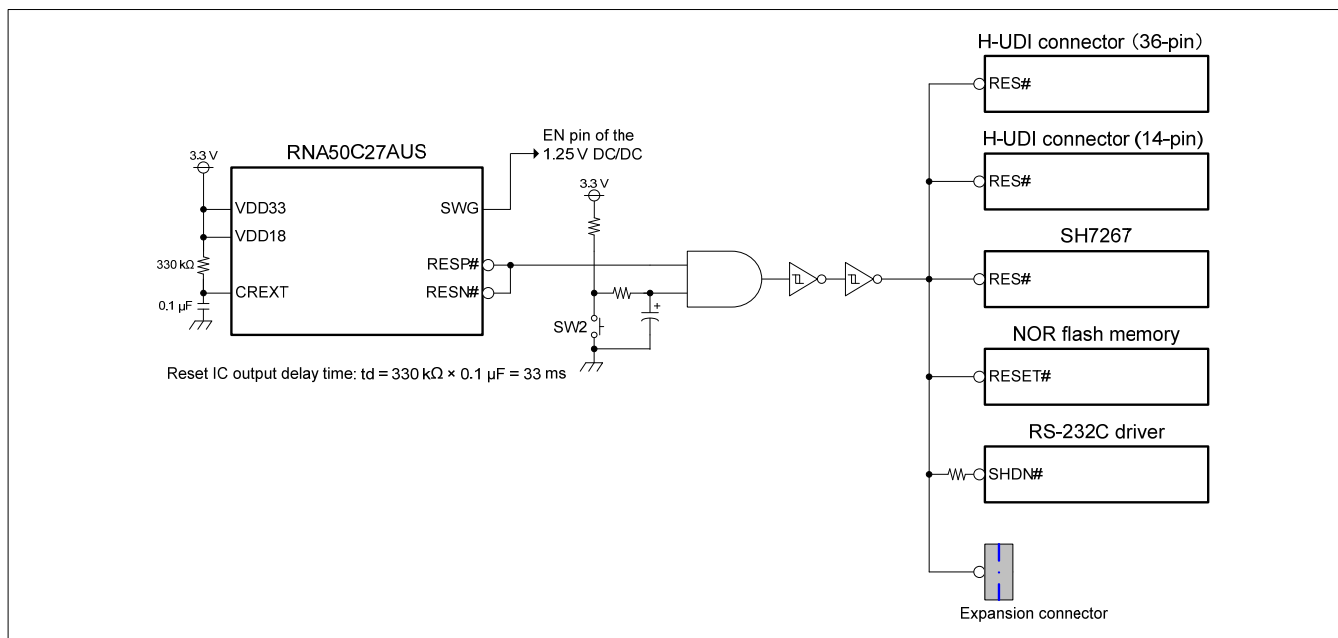 H-UDI connector (36-pin)
RES#
H-UDI connector (14-pin)
RES#
EN pin of the
1.25 V DC/DC
RNA50C27AUS
3.3 V
3.3 V
VDD33
SWG
VDD18
SH7267
330 kΩ
RESP#
RES#
CREXT
RESN#
0.1 µF
SW2
NOR flash memory
Reset IC output delay time: td = 330 kΩ × 0.1 µF = 33 ms
RESET#
RS-232C driver
SHDN#
Expansion connector